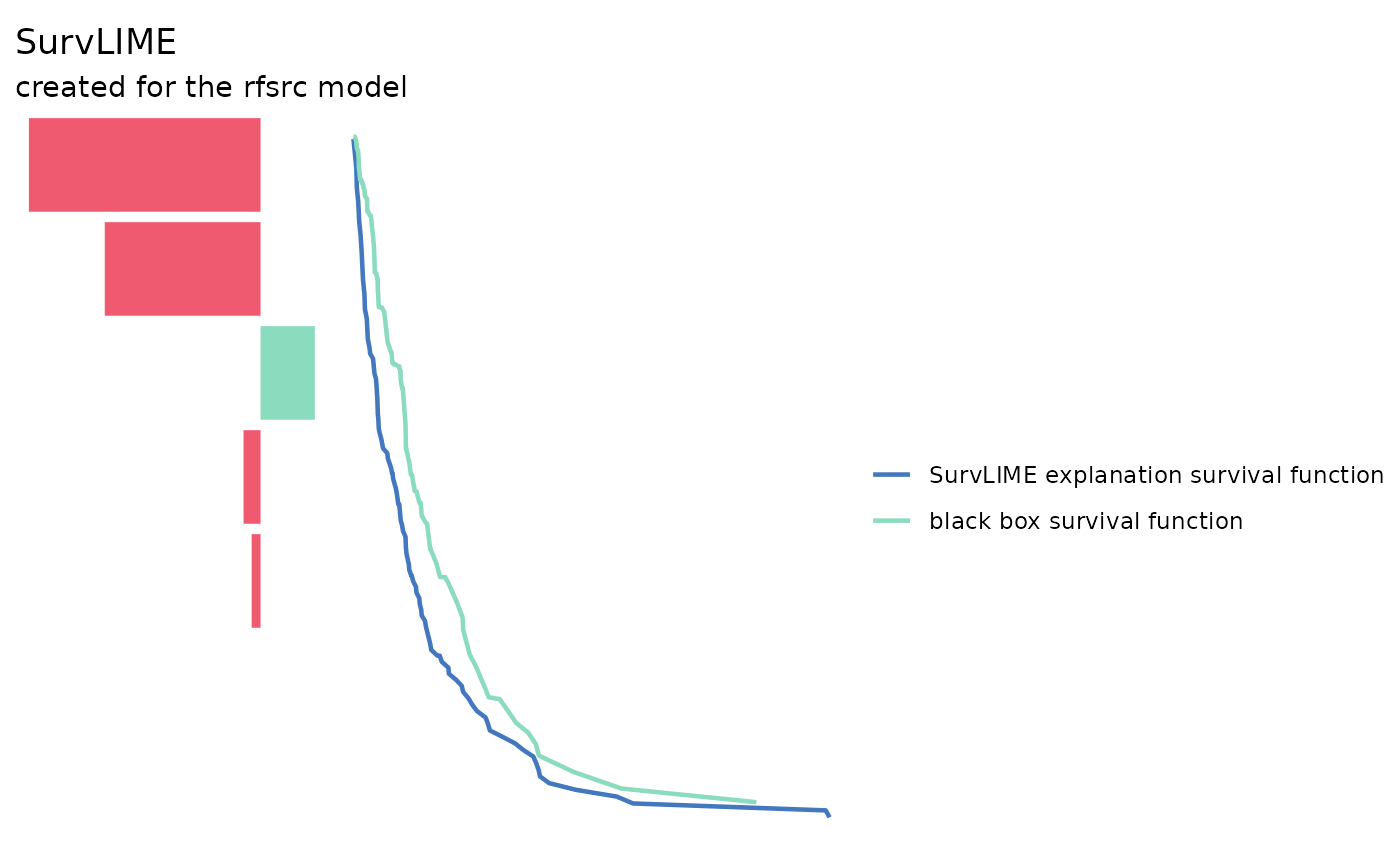 SurvLIME
created for the rfsrc model
SurvLIME explanation survival function
black box survival function